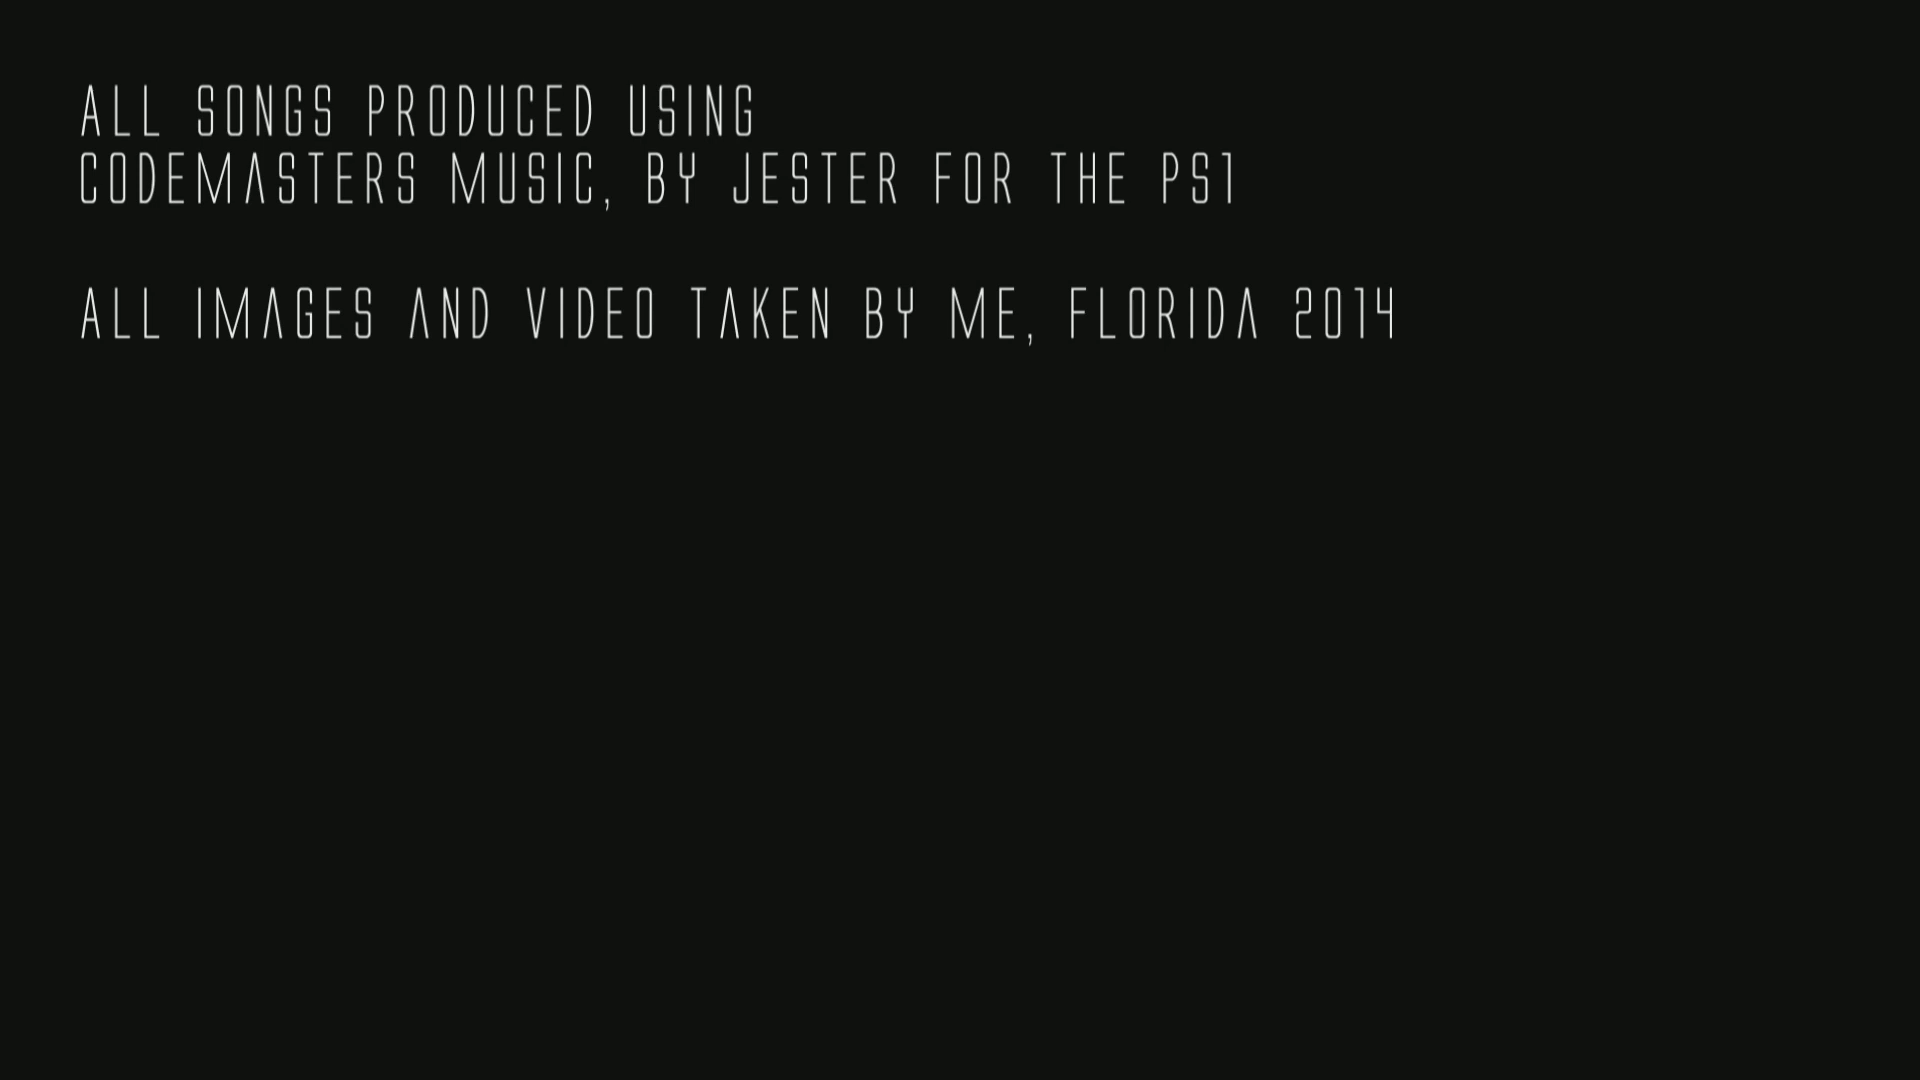 ALL SONGS PRODUCED USING
CODEMASTERS MUSIC, BY JESTER FOR THE PS1
ALL IMAGES AND VIDEO TAKEN BY ME, FLORIDA 2014